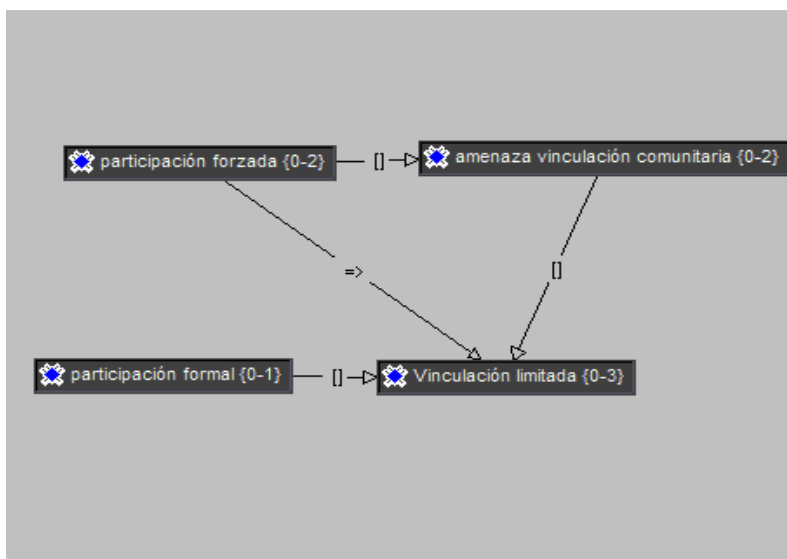 participación forzada {0-2}
[]
amenaza vinculación comunitaria {0-2}
=>
[]
participación formal {0-1}
[]
Vinculación limitada {0-3}